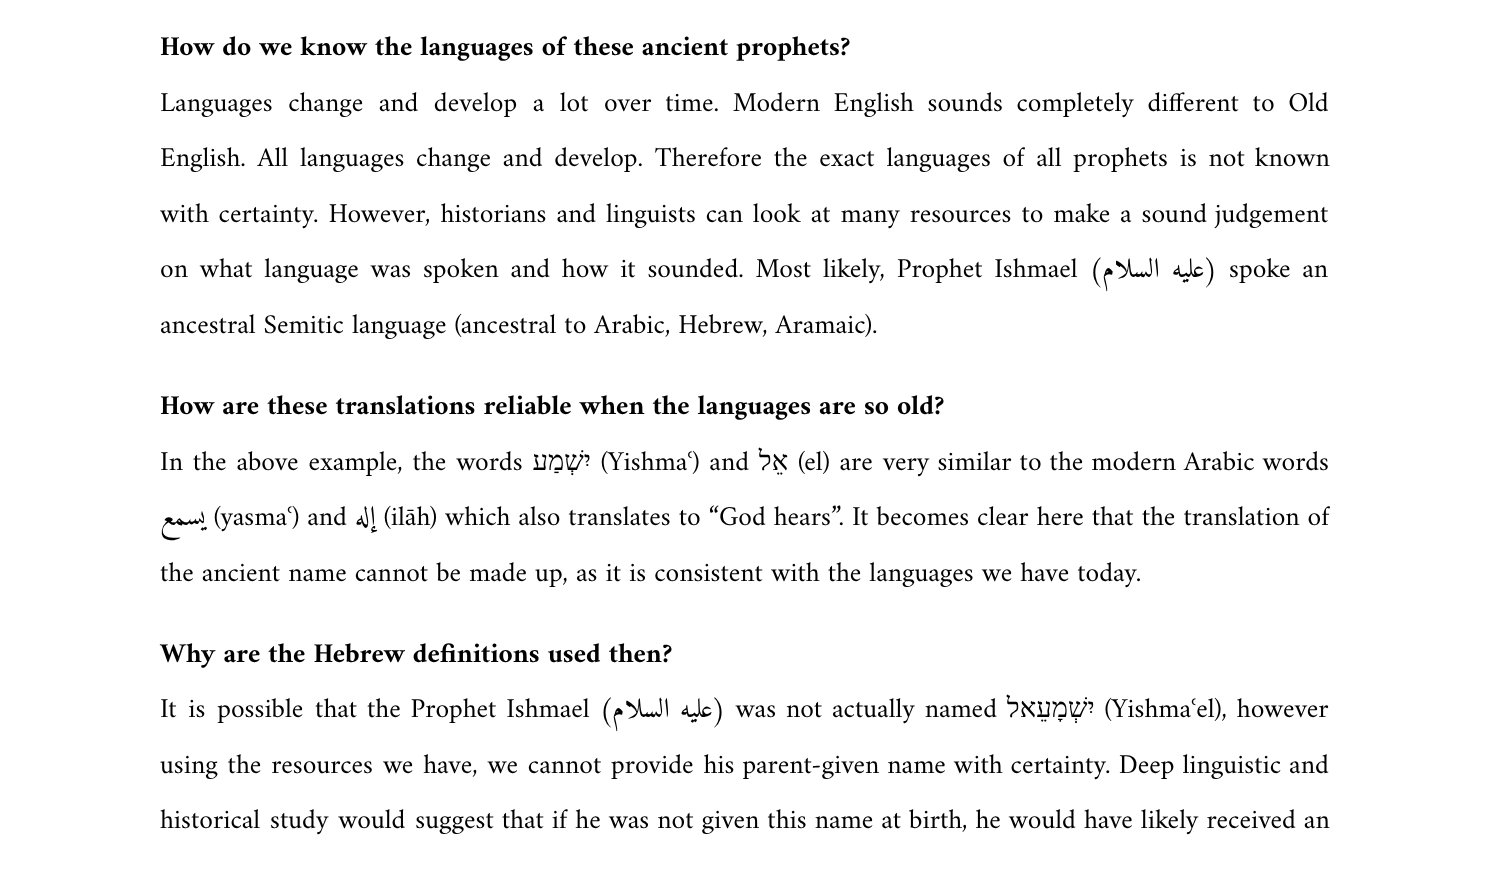 How do we know the languages of these ancient prophets?
Languages change and develop a lot over time. Modern English sounds completely different to Old
English. All languages change and develop. Therefore the exact languages of all prophets is not known
with certainty. However, historians and linguists can look at many resources to make a sound judgement
on what language was spoken and how it sounded. Most likely, Prophet Ishmael (عليه السلام) spoke an
ancestral Semitic language (ancestral to Arabic, Hebrew, Aramaic).
How are these translations reliable when the languages are so old?
In the above example, the words יִשְׁמַע (Yishmaʿ) and אֵל (el) are very similar to the modern Arabic words
يسمع (yasmaʿ) and إله (ilāh) which also translates to “God hears”. It becomes clear here that the translation of
the ancient name cannot be made up, as it is consistent with the languages we have today.
Why are the Hebrew definitions used then?
It is possible that the Prophet Ishmael (عليه السلام) was not actually named יִשְׁמָעֵאל (Yishmaʿel), however
using the resources we have, we cannot provide his parent-given name with certainty. Deep linguistic and
historical study would suggest that if he was not given this name at birth, he would have likely received an